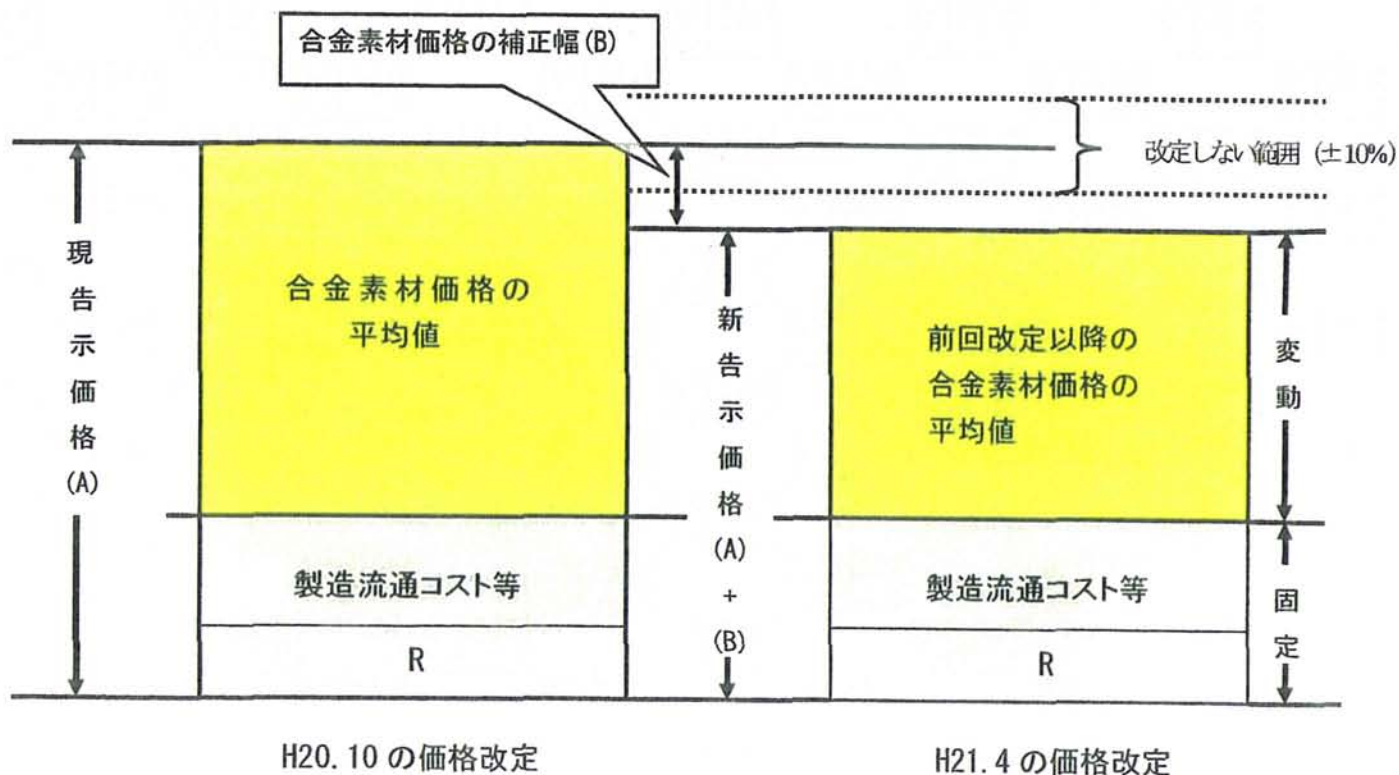 合金素材価格の補正幅(B)
改定しない範囲 (±10%)
現告示価格(A)
合金素材価格の
平均値
新告示価格(A)+(B)
前回改定以降の
合金素材価格の
平均値
変動
製造流通コスト等
R
製造流通コスト等
R
固定
H20.10の価格改定
H21.4の価格改定